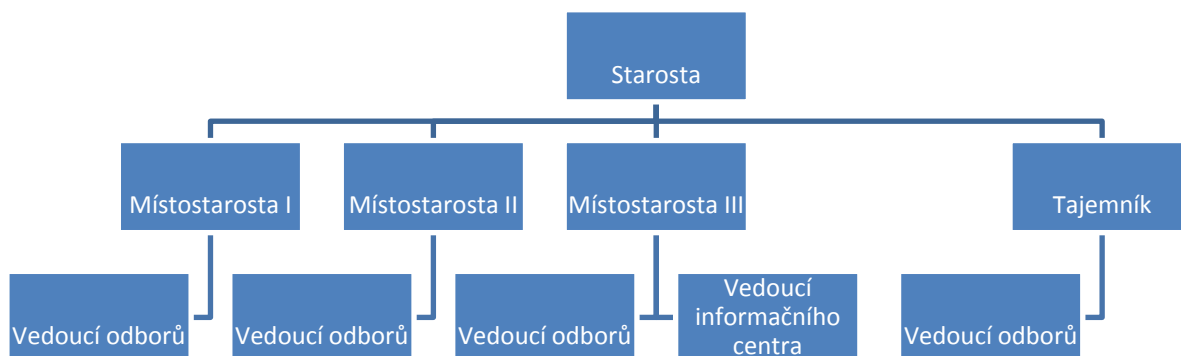 Starosta
Místostarosta I
Místostarosta II
Místostarosta III
Tajemník
Vedoucí odborů
Vedoucí odborů
Vedoucí odborů
Vedoucí
informačního
centra
Vedoucí odborů